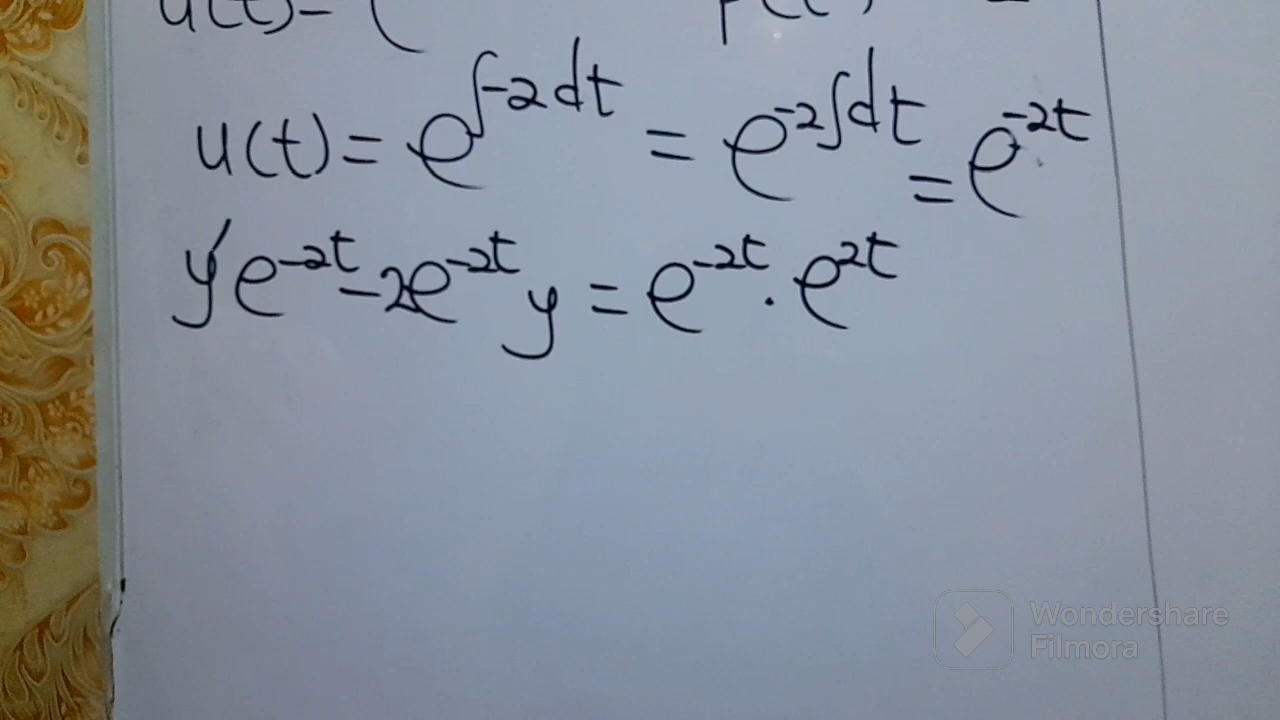 u(t)=
u(t) = e^{∫-2dt} = e^{-2∫dt} = e^{-2t}
y'e^{-2t} -2e^{-2t}y = e^{-2t} · e^{2t}
Wondershare
Filmora